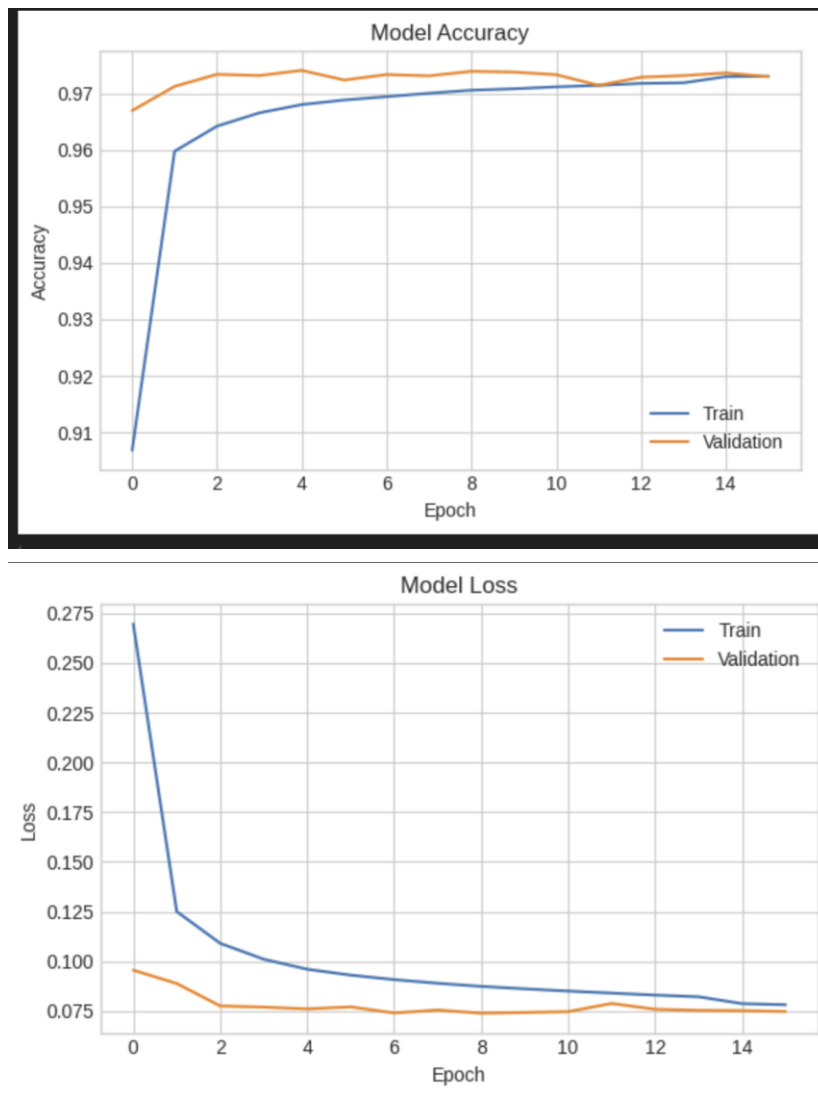 Model Accuracy
0.97
0.96
0.95
0.94
0.93
0.92
0.91
Accuracy
Train
Validation
0 2 4 6 8 10 12 14
Epoch
Model Loss
0.275
0.250
0.225
0.200
0.175
0.150
0.125
0.100
0.075
Loss
Train
Validation
0 2 4 6 8 10 12 14
Epoch